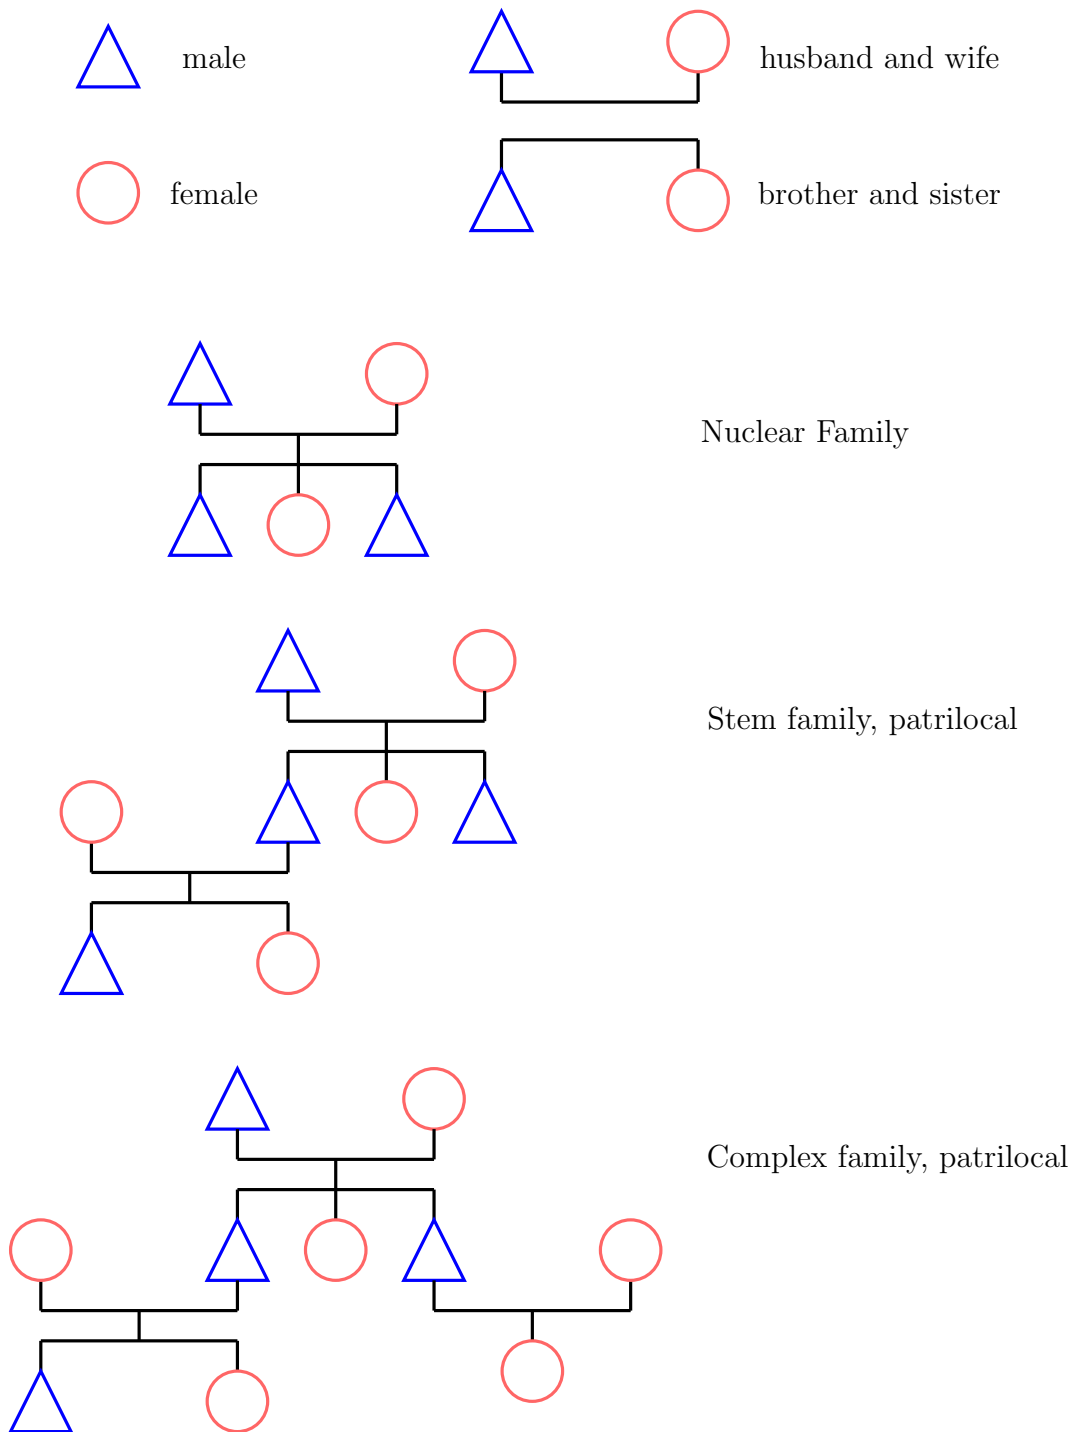 male
husband and wife
female
brother and sister
Nuclear Family
Stem family, patrilocal
Complex family, patrilocal